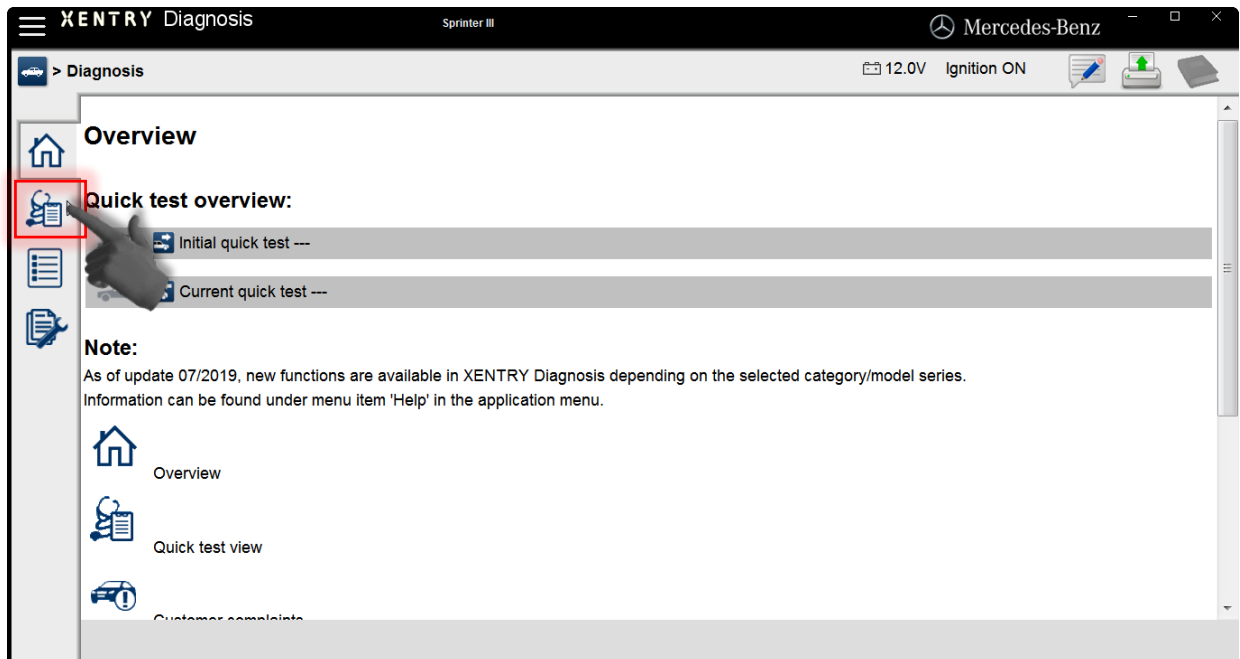 XENTRY Diagnosis
Sprinter III
Mercedes-Benz
> Diagnosis
12.0V
Ignition ON
Overview
Quick test overview:
Initial quick test ---
Current quick test ---
Note:
As of update 07/2019, new functions are available in XENTRY Diagnosis depending on the selected category/model series.
Information can be found under menu item 'Help' in the application menu.
Overview
Quick test view
Customer complaints